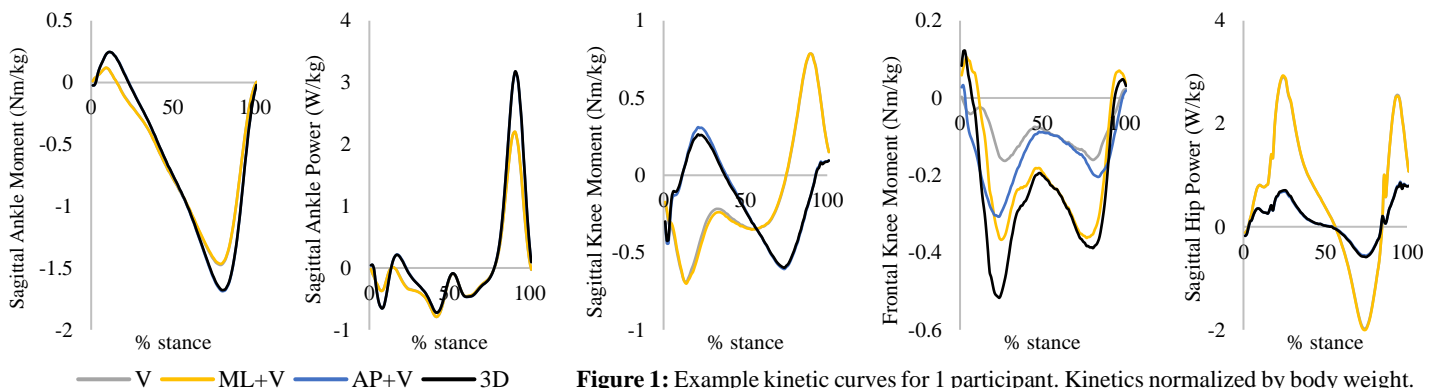 Sagittal Ankle Moment (Nm/kg)
0.5
0
-0.5
-1
-1.5
-2
0 50 100
% stance
Sagittal Ankle Power (W/kg)
4
3
2
1
0
-1
0 50 100
% stance
Sagittal Knee Moment (Nm/kg)
1
0.5
0
-0.5
-1
0 50 100
% stance
Frontal Knee Moment (Nm/kg)
0.2
0
-0.2
-0.4
-0.6
0 50 100
% stance
Sagittal Hip Power (W/kg)
4
2
0
-2
0 50 100
% stance
V ML+V AP+V 3D
Figure 1: Example kinetic curves for 1 participant. Kinetics normalized by body weight.